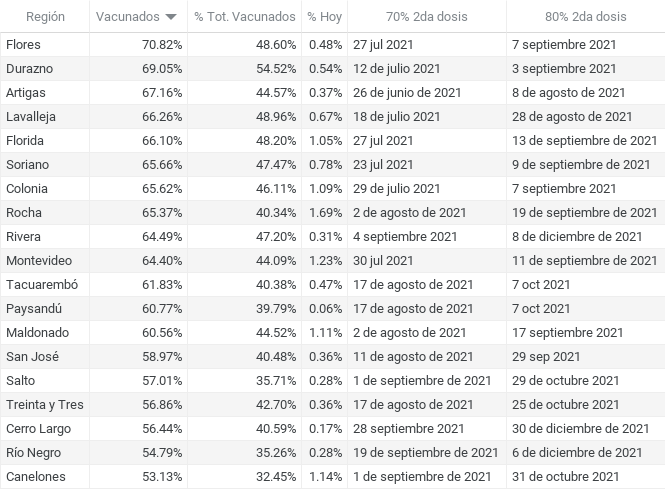 Región Vacunados % Tot. Vacunados % Hoy 70% 2da dosis 80% 2da dosis
Flores 70.82% 48.60% 0.48% 27 jul 2021 7 septiembre 2021
Durazno 69.05% 54.52% 0.54% 12 de julio 2021 3 septiembre 2021
Artigas 67.16% 44.57% 0.37% 26 de junio de 2021 8 de agosto de 2021
Lavalleja 66.26% 48.96% 0.67% 18 de julio 2021 28 de agosto de 2021
Florida 66.10% 48.20% 1.05% 27 jul 2021 13 de septiembre de 2021
Soriano 65.66% 47.47% 0.78% 23 jul 2021 9 de septiembre de 2021
Colonia 65.62% 46.11% 1.09% 29 de julio 2021 7 septiembre 2021
Rocha 65.37% 40.34% 1.69% 2 de agosto de 2021 19 de septiembre de 2021
Rivera 64.49% 47.20% 0.31% 4 septiembre 2021 8 de diciembre de 2021
Montevideo 64.40% 44.09% 1.23% 30 jul 2021 11 de septiembre de 2021
Tacuarembó 61.83% 40.38% 0.47% 17 de agosto de 2021 7 oct 2021
Paysandú 60.77% 39.79% 0.06% 17 de agosto de 2021 7 oct 2021
Maldonado 60.56% 44.52% 1.11% 2 de agosto de 2021 17 septiembre 2021
San José 58.97% 40.48% 0.36% 11 de agosto de 2021 29 sep 2021
Salto 57.01% 35.71% 0.28% 1 de septiembre de 2021 29 de octubre 2021
Treinta y Tres 56.86% 42.70% 0.36% 17 de agosto de 2021 25 de octubre 2021
Cerro Largo 56.44% 40.59% 0.17% 28 septiembre 2021 30 de diciembre de 2021
Río Negro 54.79% 35.26% 0.28% 19 de septiembre de 2021 6 de diciembre de 2021
Canelones 53.13% 32.45% 1.14% 1 de septiembre de 2021 31 de octubre 2021